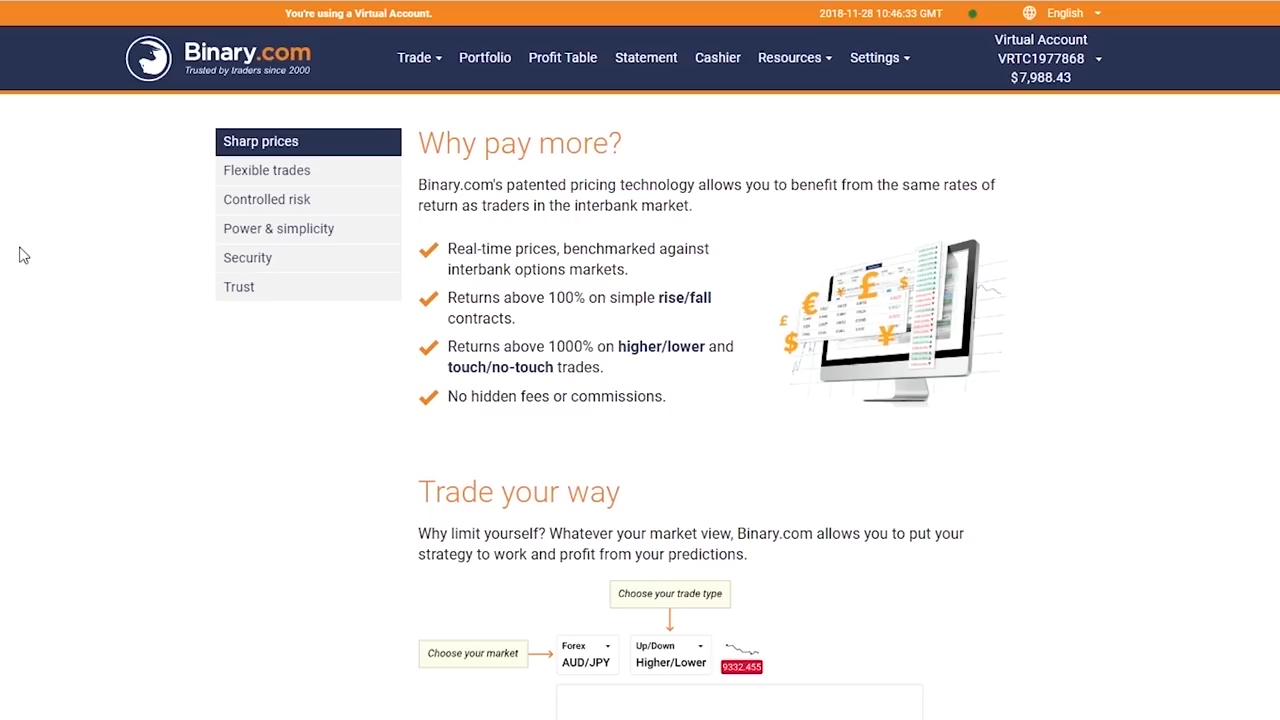 You're using a Virtual Account.
2018-11-28 10:46:33 GMT
English
Binary.com
Trusted by traders since 2000
Trade
Portfolio
Profit Table
Statement
Cashier
Resources
Settings
Virtual Account
VRTC1977868
$7,988.43
Sharp prices
Flexible trades
Controlled risk
Power & simplicity
Security
Trust
Why pay more?
Binary.com's patented pricing technology allows you to benefit from the same rates of
return as traders in the interbank market.
Real-time prices, benchmarked against
interbank options markets.
Returns above 100% on simple rise/fall
contracts.
Returns above 1000% on higher/lower and
touch/no-touch trades.
No hidden fees or commissions.
£
€
¥
£
$
£
$
¥
Trade your way
Why limit yourself? Whatever your market view, Binary.com allows you to put your
strategy to work and profit from your predictions.
Choose your trade type
Choose your market
Forex
AUD/JPY
Up/Down
Higher/Lower
9332.455